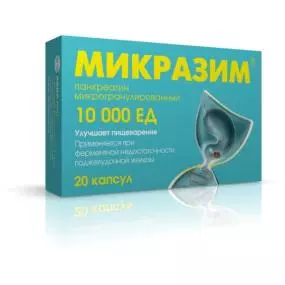 МИКРАЗИМ®
панкреатин
микрогранулированный
10 000 ЕД
Улучшает пищеварение
Применяется при
ферментной недостаточности
поджелудочной железы
20 капсул